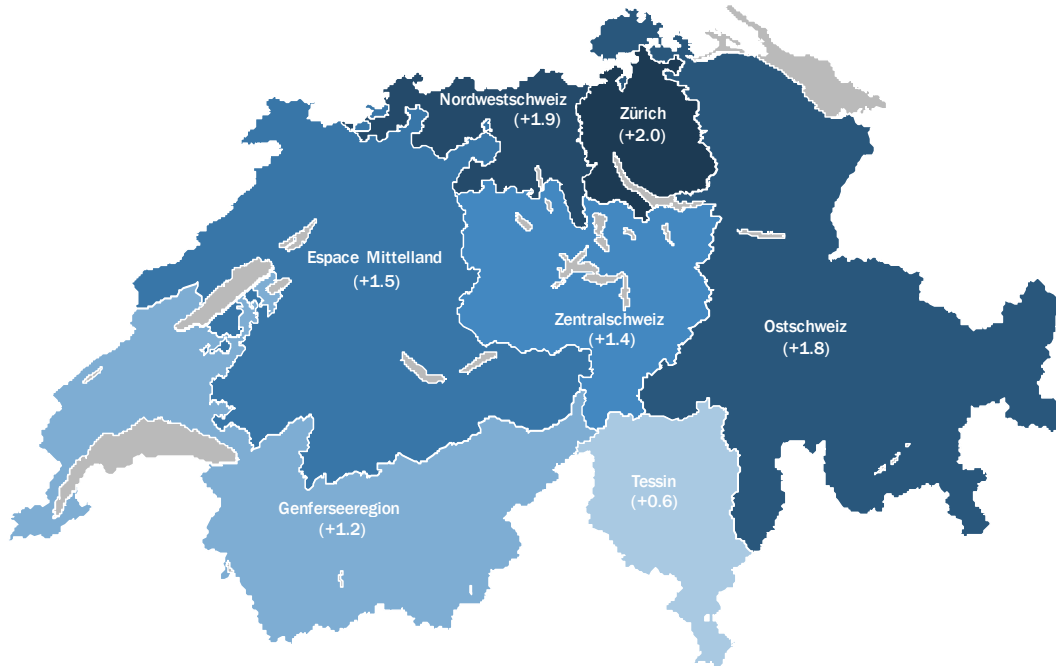 Nordwestschweiz
(+1.9)
Zürich
(+2.0)
Espace Mittelland
(+1.5)
Zentralschweiz
(+1.4)
Ostschweiz
(+1.8)
Tessin
(+0.6)
Genferseeregion
(+1.2)